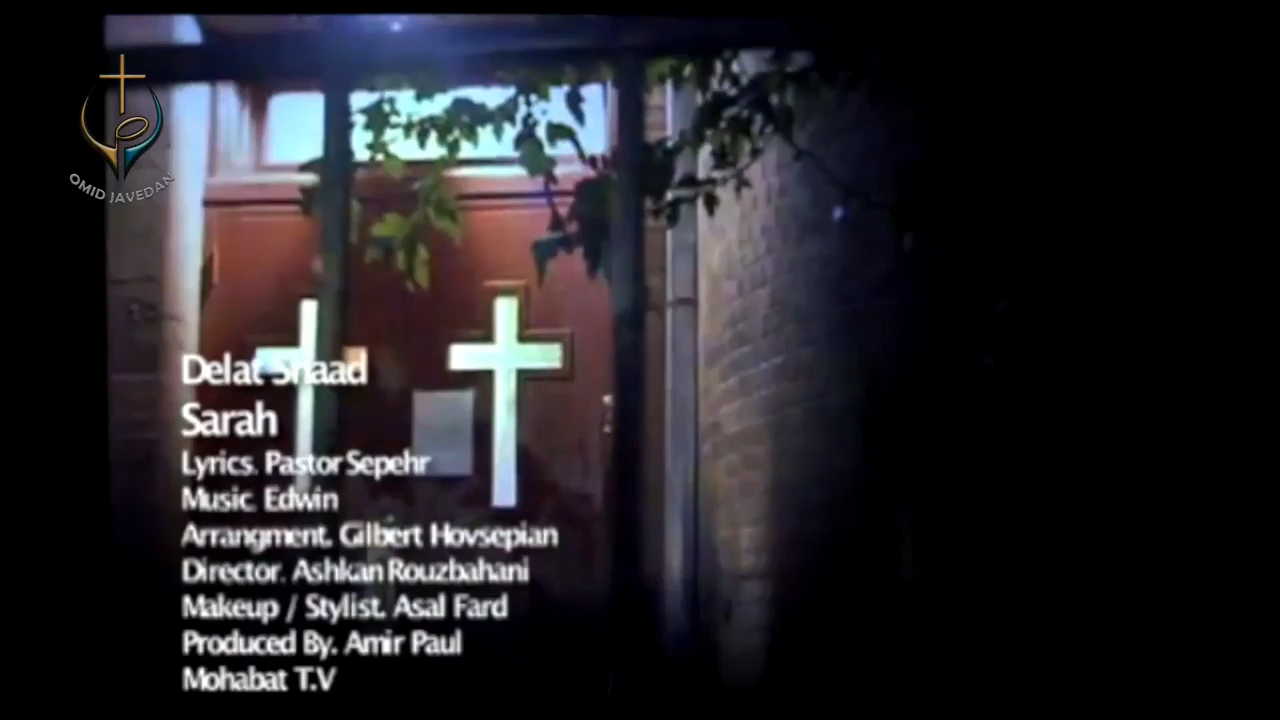 OMID JAVEDAN
Delat Shaad
Sarah
Lyrics. Pastor Sepehr
Music. Edwin
Arrangment. Gilbert Hovsepian
Director. Ashkan Rouzbahani
Makeup / Stylist. Asal Fard
Produced By. Amir Paul
Mohabat T.V